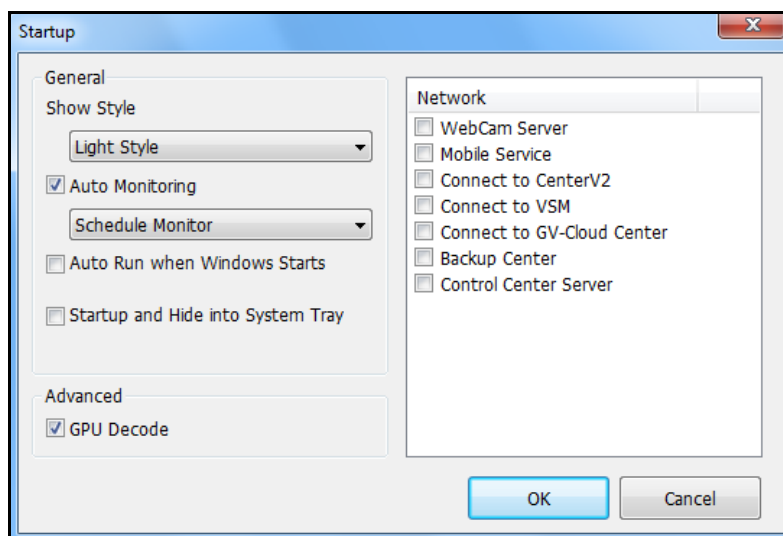 Startup
General
Show Style
Light Style
Auto Monitoring
Schedule Monitor
Auto Run when Windows Starts
Startup and Hide into System Tray
Advanced
GPU Decode
Network
WebCam Server
Mobile Service
Connect to CenterV2
Connect to VSM
Connect to GV-Cloud Center
Backup Center
Control Center Server
OK
Cancel